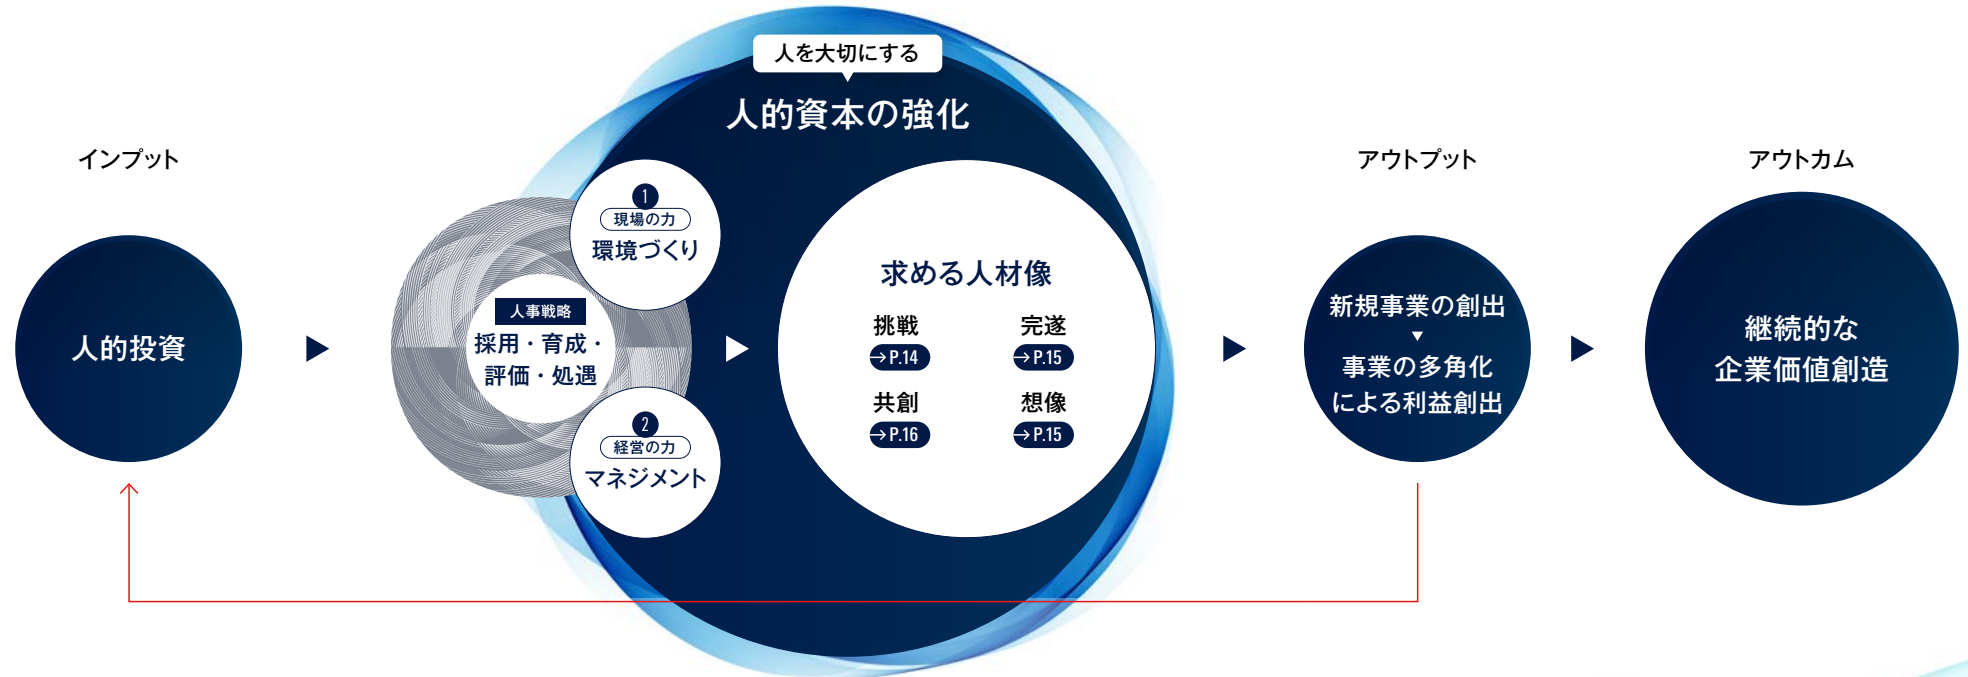 人を大切にする
人的資本の強化
インプット
人的投資
1
現場の力
環境づくり
人事戦略
採用・育成・
評価・処遇
2
経営の力
マネジメント
求める人材像
挑戦
→P.14
完遂
→P.15
共創
→P.16
想像
→P.15
アウトプット
新規事業の創出
事業の多角化
による利益創出
アウトカム
継続的な
企業価値創造